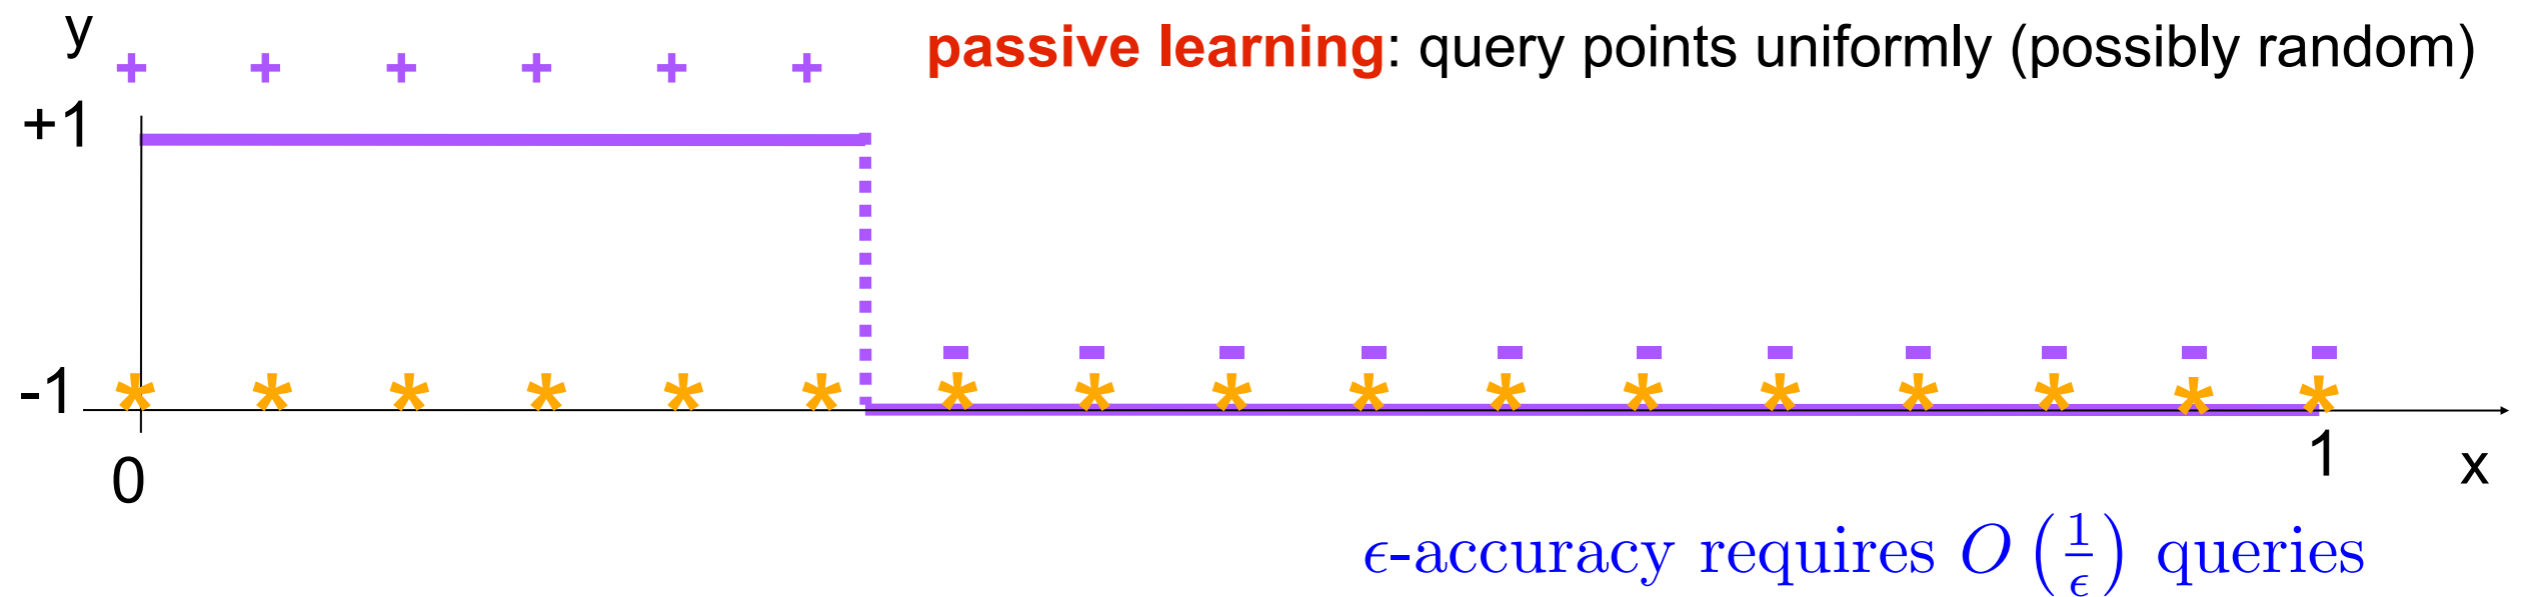 y
passive learning: query points uniformly (possibly random)
+ + + + + +
+1
- - - - - - - - - - -
-1 * * * * * * * * * * * * * * * * *
0 1 x
ϵ-accuracy requires O(1/ϵ) queries